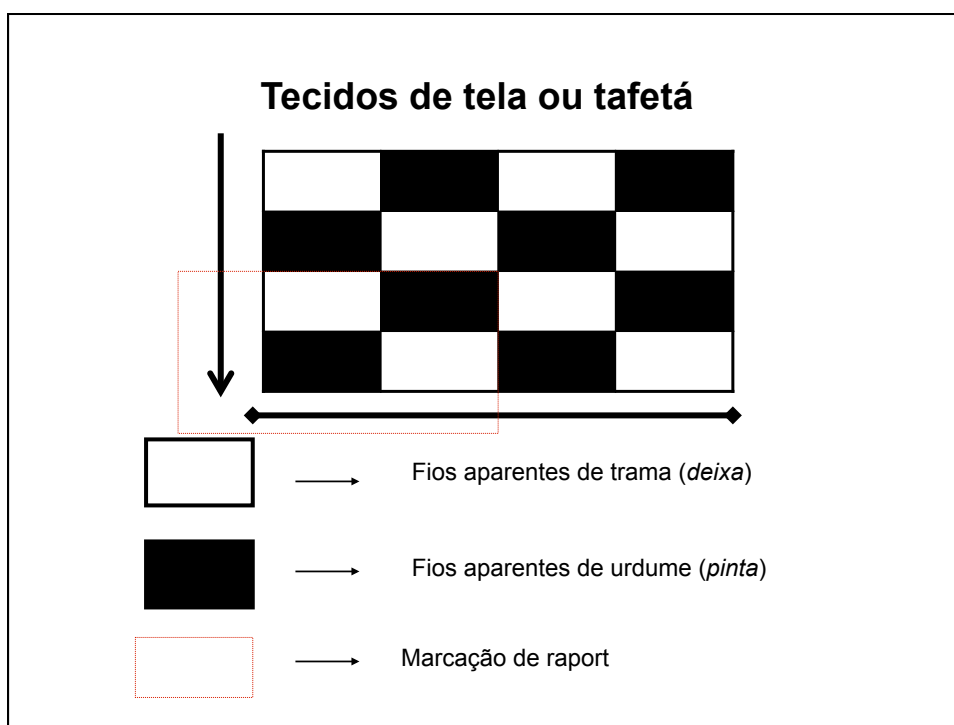 Tecidos de tela ou tafetá
Fios aparentes de trama (deixa)
Fios aparentes de urdume (pinta)
Marcação de raport